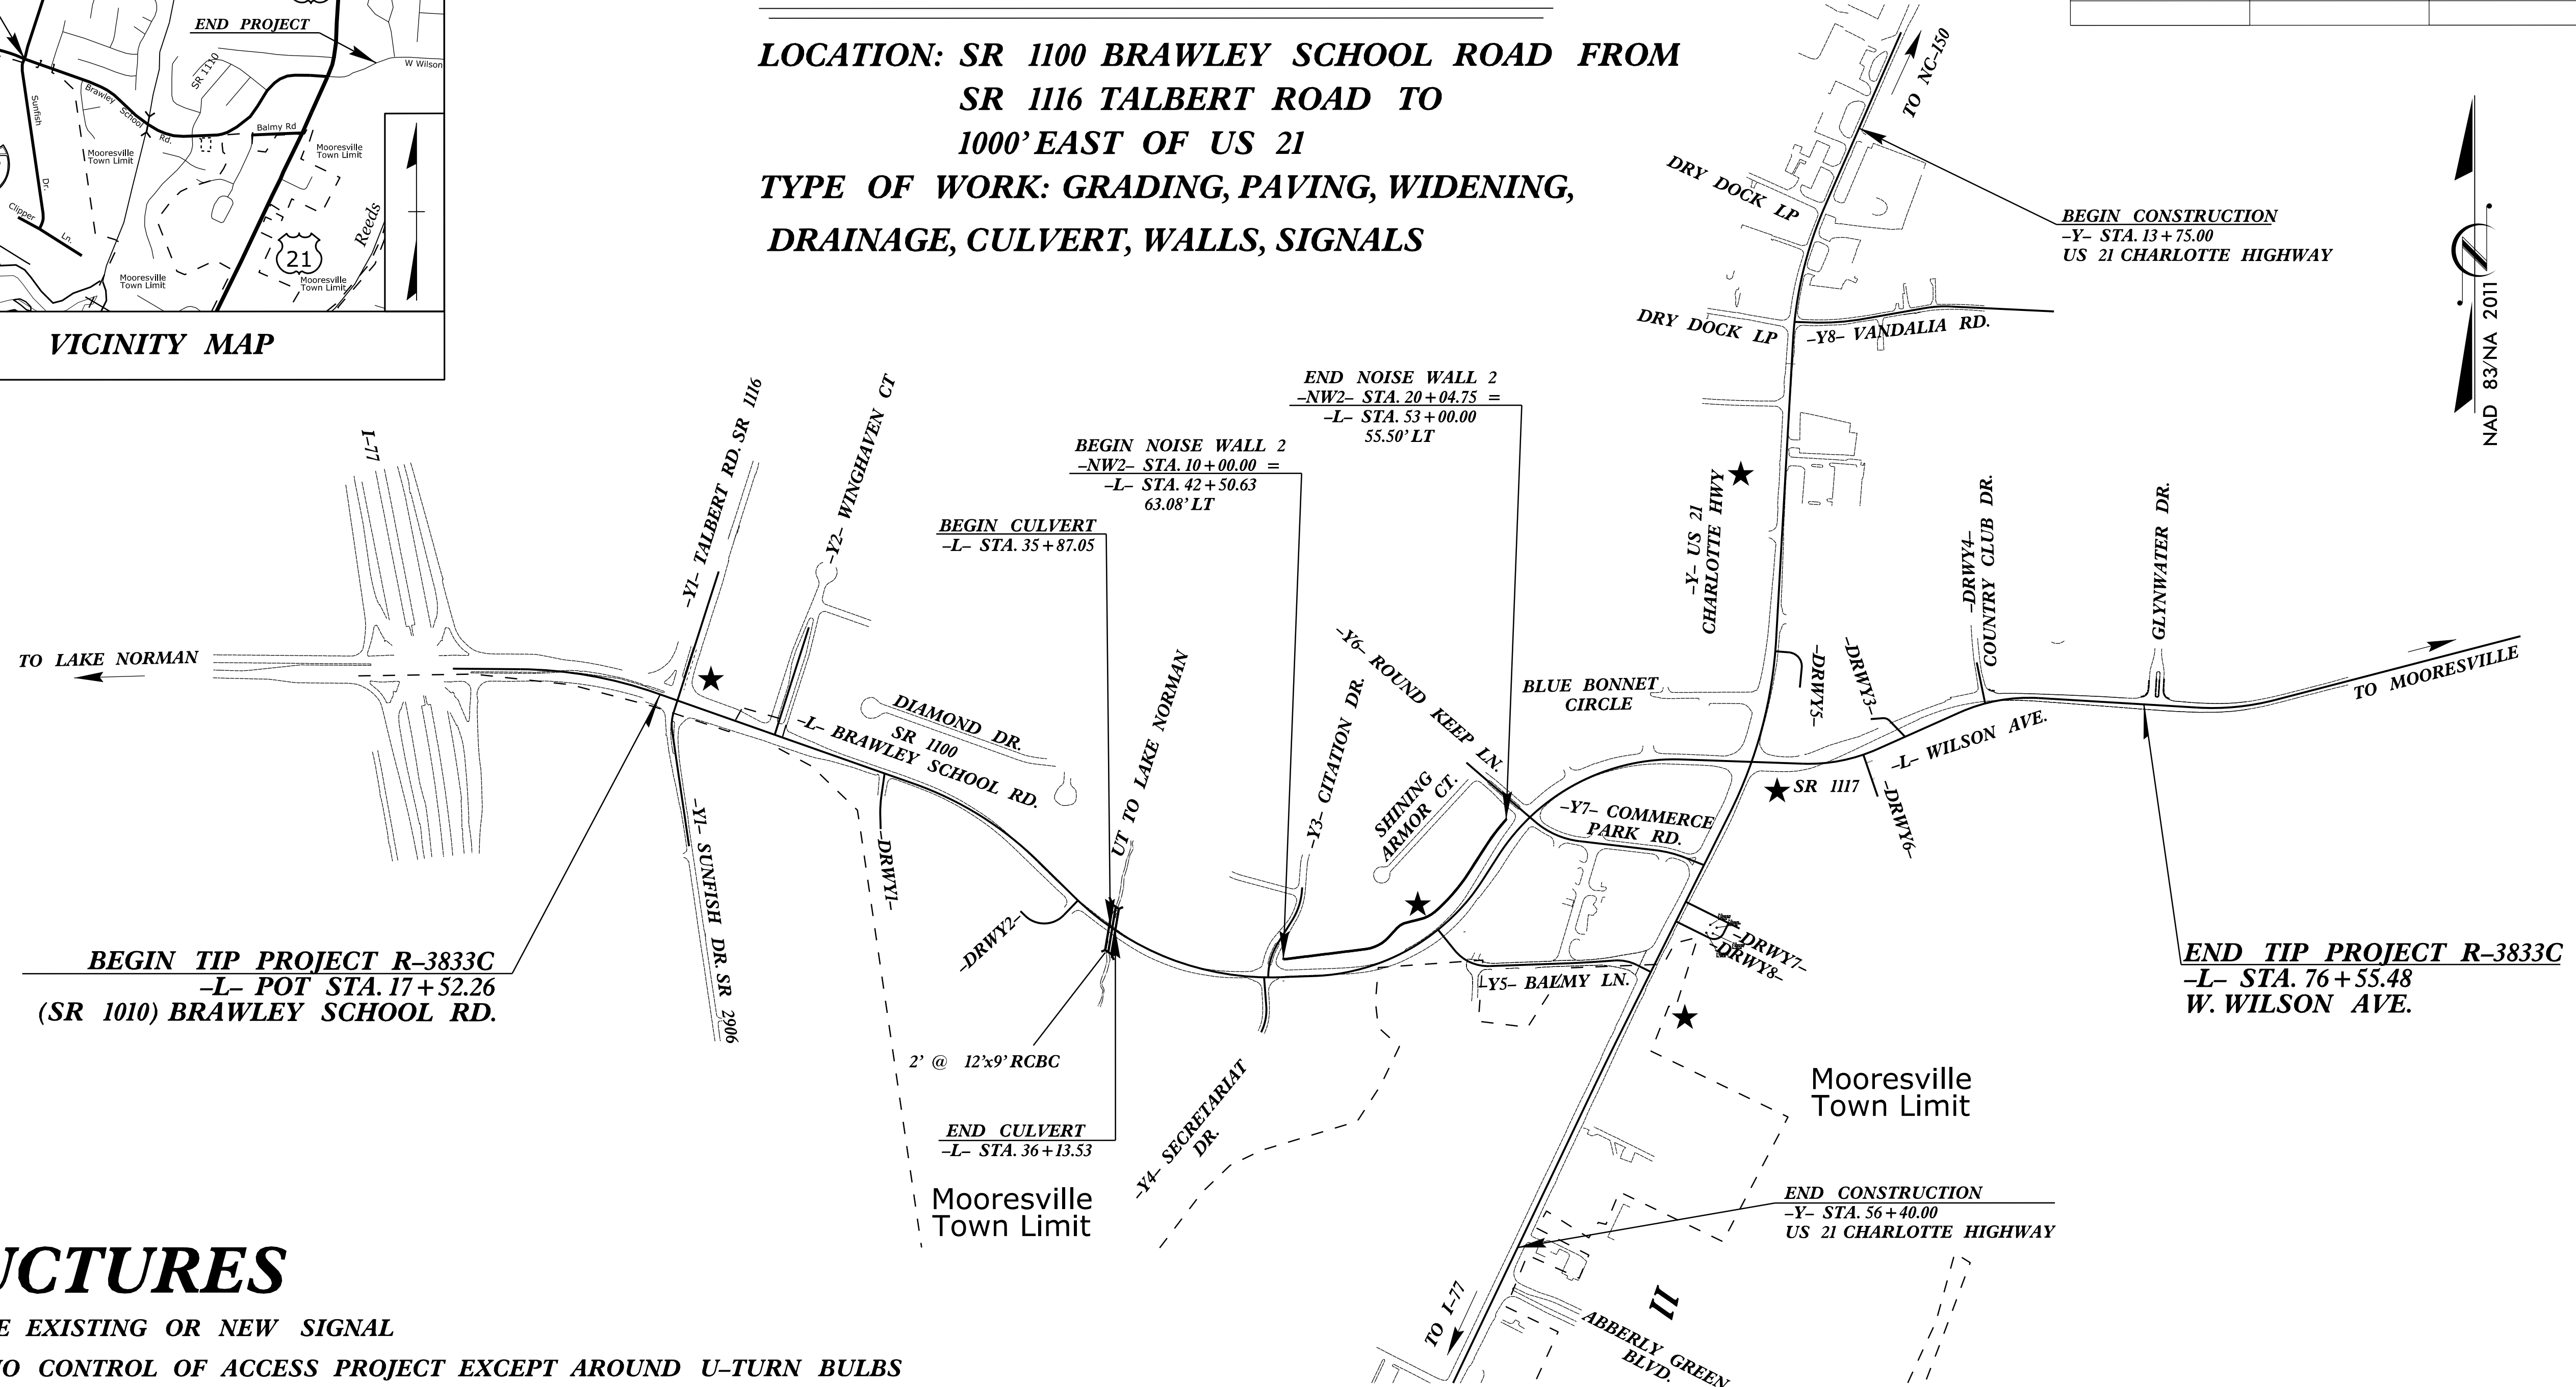 END PROJECT
W Wilson
SR 1116
Sunfish
Dr.
Brawley School Rd.
Balmy Rd
Mooresville
Town Limit
Mooresville
Town Limit
Clipper
Ln.
Reeds
21
Mooresville
Town Limit
Mooresville
Town Limit
VICINITY MAP
LOCATION: SR 1100 BRAWLEY SCHOOL ROAD FROM
SR 1116 TALBERT ROAD TO
1000' EAST OF US 21
TYPE OF WORK: GRADING, PAVING, WIDENING,
DRAINAGE, CULVERT, WALLS, SIGNALS
TO NC-150
DRY DOCK LP
BEGIN CONSTRUCTION
-Y- STA. 13+75.00
US 21 CHARLOTTE HIGHWAY
NAD 83/NA 2011
DRY DOCK LP
-Y8- VANDALIA RD.
END NOISE WALL 2
-NW2- STA. 20+04.75 =
-L- STA. 53+00.00
55.50' LT
BEGIN NOISE WALL 2
-NW2- STA. 10+00.00 =
-L- STA. 42+50.63
63.08' LT
BEGIN CULVERT
-L- STA. 35+87.05
I-77
-Y1- TALBERT RD. SR 1116
-Y2- WINGHAVEN CT
-Y- US 21
CHARLOTTE HWY
-DRWY4-
COUNTRY CLUB DR.
GLYNWATER DR.
TO LAKE NORMAN
DIAMOND DR.
SR 1100
-L- BRAWLEY SCHOOL RD.
UT TO LAKE NORMAN
-Y3- CITATION DR.
-Y6- ROUND KEEP LN.
SHINING
ARMOR CT.
BLUE BONNET
CIRCLE
-DRWY5-
-DRWY3-
TO MOORESVILLE
-L- WILSON AVE.
SR 1117
-DRWY6-
-Y7- COMMERCE
PARK RD.
-Y1- SUNFISH DR. SR 2906
-DRWY1-
-DRWY2-
-DRWY7-
-DRWY8-
-Y5- BALMY LN.
BEGIN TIP PROJECT R-3833C
-L- POT STA. 17+52.26
(SR 1010) BRAWLEY SCHOOL RD.
END TIP PROJECT R-3833C
-L- STA. 76+55.48
W. WILSON AVE.
2' @ 12'x9' RCBC
END CULVERT
-L- STA. 36+13.53
-Y4- SECRETARIAT
DR.
Mooresville
Town Limit
Mooresville
Town Limit
END CONSTRUCTION
-Y- STA. 56+40.00
US 21 CHARLOTTE HIGHWAY
TO I-77
II
ABBERLY GREEN
BLVD.
UCTURES
E EXISTING OR NEW SIGNAL
NO CONTROL OF ACCESS PROJECT EXCEPT AROUND U-TURN BULBS